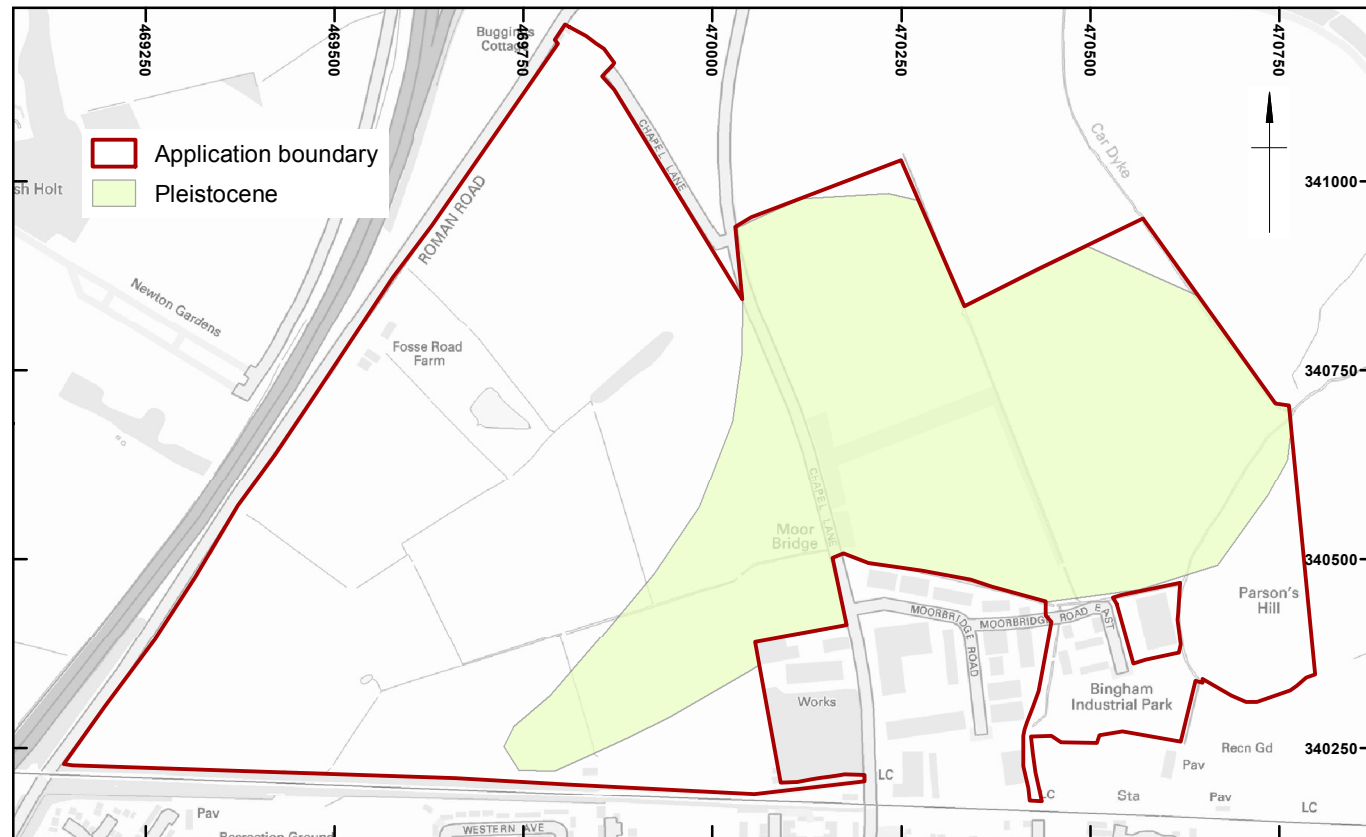 469250
469500
469750
470000
470250
470500
470750
Buggins
Cottage
Application boundary
Pleistocene
CHAPEL LANE
Car Dyke
341000
sh Holt
ROMAN ROAD
Newton Gardens
Fosse Road
Farm
340750
CHAPEL LANE
Moor
Bridge
340500
Parson's
Hill
MOORBRIDGE ROAD
MOORBRIDGE ROAD EAST
Bingham
Industrial Park
Works
Recn Gd
340250
Pav
LC
LC
Sta
Pav
LC
Pav
Recreation Ground
WESTERN AVE